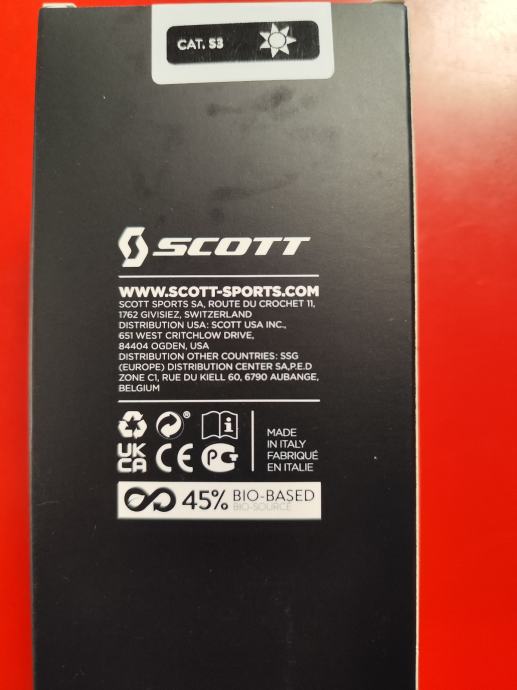 CAT. S3
SCOTT
WWW.SCOTT-SPORTS.COM
SCOTT SPORTS SA, ROUTE DU CROCHET 11,
1762 GIVISIEZ, SWITZERLAND
DISTRIBUTION USA: SCOTT USA INC.,
651 WEST CRITCHLOW DRIVE,
84404 OGDEN, USA
DISTRIBUTION OTHER COUNTRIES: SSG
(EUROPE) DISTRIBUTION CENTER SA,P.E.D
ZONE C1, RUE DU KIELL 60, 6790 AUBANGE,
BELGIUM
UK
CA
CE
MADE
IN ITALY
FABRIQUÉ
EN ITALIE
45% BIO-BASED
BIO-SOURCÉ